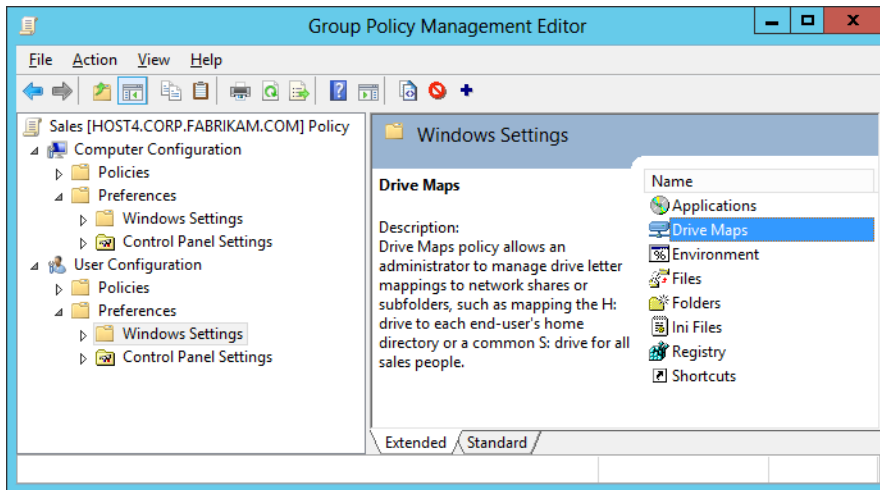 Group Policy Management Editor
File Action View Help
Sales [HOST4.CORP.FABRIKAM.COM] Policy
Computer Configuration
Policies
Preferences
Windows Settings
Control Panel Settings
User Configuration
Policies
Preferences
Windows Settings
Control Panel Settings
Windows Settings
Drive Maps
Description:
Drive Maps policy allows an
administrator to manage drive letter
mappings to network shares or
subfolders, such as mapping the H:
drive to each end-user's home
directory or a common S: drive for all
sales people.
Name
Applications
Drive Maps
Environment
Files
Folders
Ini Files
Registry
Shortcuts
Extended Standard